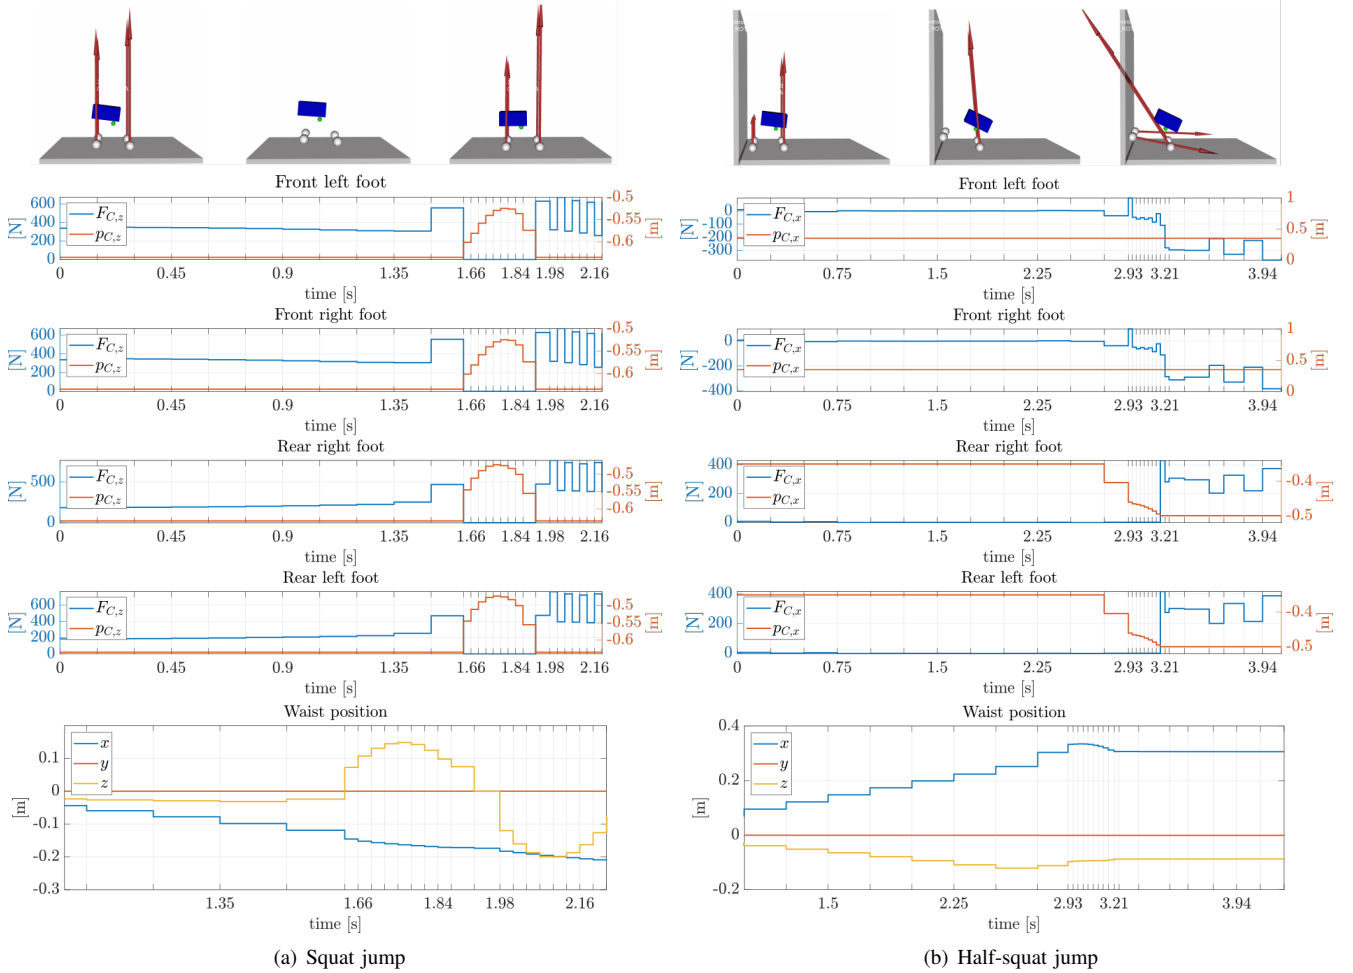 Front left foot
[N]
600
400
200
0
F_{C,z}
p_{C,z}
-0.5
-0.55
-0.6
[m]
0 0.45 0.9 1.35 1.66 1.84 1.98 2.16
time [s]
Front right foot
[N]
600
400
200
0
F_{C,z}
p_{C,z}
-0.5
-0.55
-0.6
[m]
0 0.45 0.9 1.35 1.66 1.84 1.98 2.16
time [s]
Rear right foot
[N]
500
0
F_{C,z}
p_{C,z}
-0.5
-0.55
-0.6
[m]
0 0.45 0.9 1.35 1.66 1.84 1.98 2.16
time [s]
Rear left foot
[N]
600
400
200
0
F_{C,z}
p_{C,z}
-0.5
-0.55
-0.6
[m]
0 0.45 0.9 1.35 1.66 1.84 1.98 2.16
time [s]
Waist position
[m]
0.1
0
-0.1
-0.2
-0.3
x
y
z
1.35 1.66 1.84 1.98 2.16
time [s]
(a) Squat jump
Front left foot
[N]
0
-100
-200
-300
F_{C,x}
p_{C,x}
1
0.5
0
[m]
0 0.75 1.5 2.25 2.93 3.21 3.94
time [s]
Front right foot
[N]
0
-200
-400
F_{C,x}
p_{C,x}
1
0.5
0
[m]
0 0.75 1.5 2.25 2.93 3.21 3.94
time [s]
Rear right foot
[N]
400
200
0
F_{C,x}
p_{C,x}
-0.4
-0.5
[m]
0 0.75 1.5 2.25 2.93 3.21 3.94
time [s]
Rear left foot
[N]
400
200
0
F_{C,x}
p_{C,x}
-0.4
-0.5
[m]
0 0.75 1.5 2.25 2.93 3.21 3.94
time [s]
Waist position
[m]
0.4
0.2
0
-0.2
x
y
z
1.5 2.25 2.93 3.21 3.94
time [s]
(b) Half-squat jump